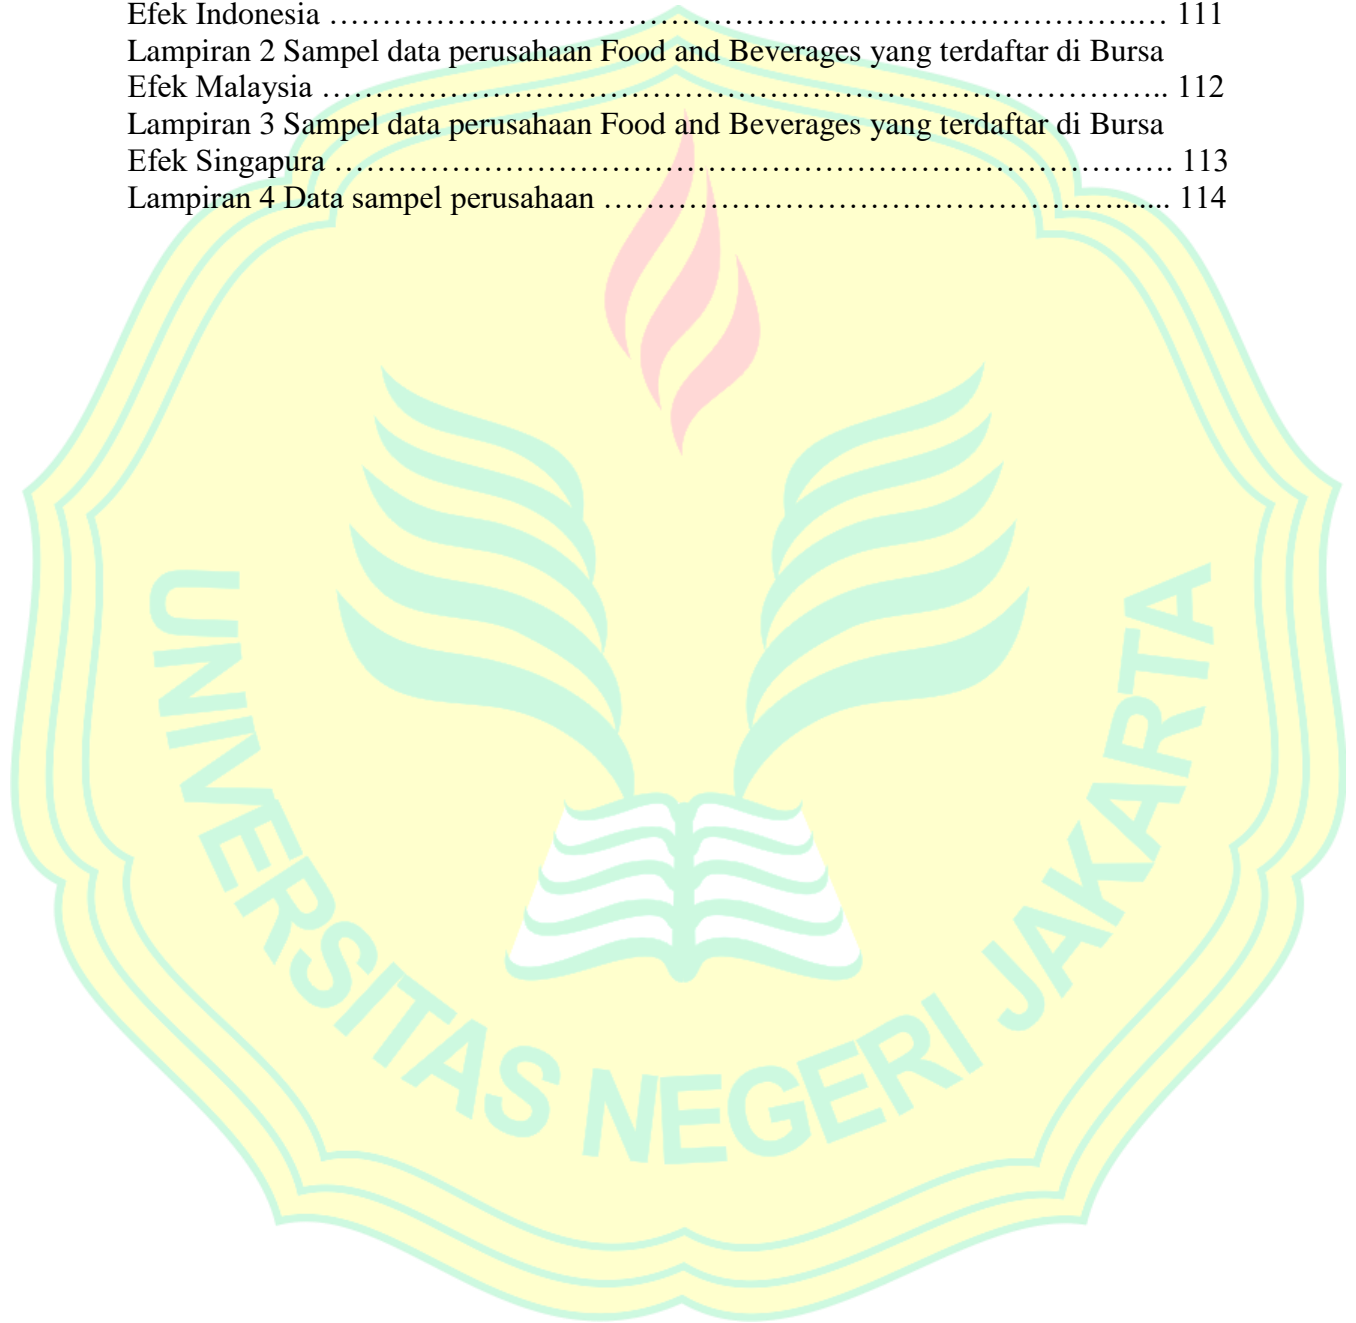 Efek Indonesia ……………………………………………………………………….… 111
Lampiran 2 Sampel data perusahaan Food and Beverages yang terdaftar di Bursa
Efek Malaysia …………………………………………………………………………….. 112
Lampiran 3 Sampel data perusahaan Food and Beverages yang terdaftar di Bursa
Efek Singapura ……………………………………………………………………………. 113
Lampiran 4 Data sampel perusahaan ……………………………………………........ 114
UNIVERSITAS NEGERI JAKARTA